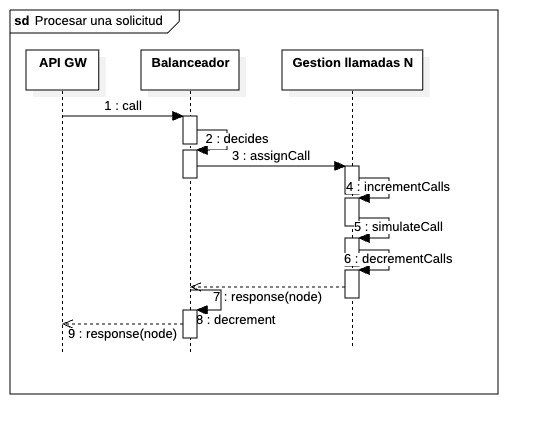 sd Procesar una solicitud
API GW
Balanceador
Gestion llamadas N
1 : call
2 : decides
3 : assignCall
4 : incrementCalls
5 : simulateCall
6 : decrementCalls
7 : response(node)
8 : decrement
9 : response(node)